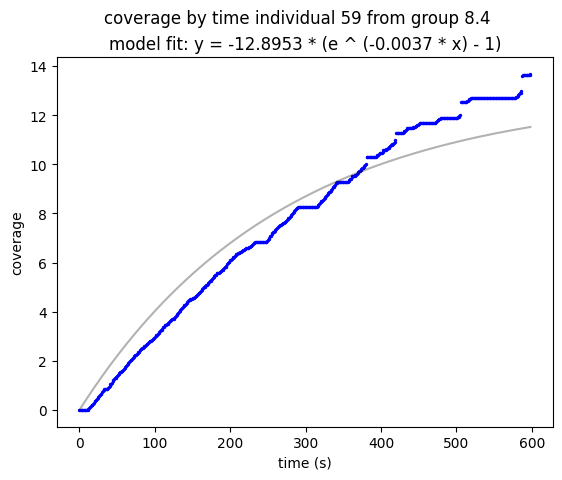 coverage by time individual 59 from group 8.4
model fit: y = -12.8953 * (e ^ (-0.0037 * x) - 1)
14
12
10
8
6
4
2
0
coverage
0 100 200 300 400 500 600
time (s)